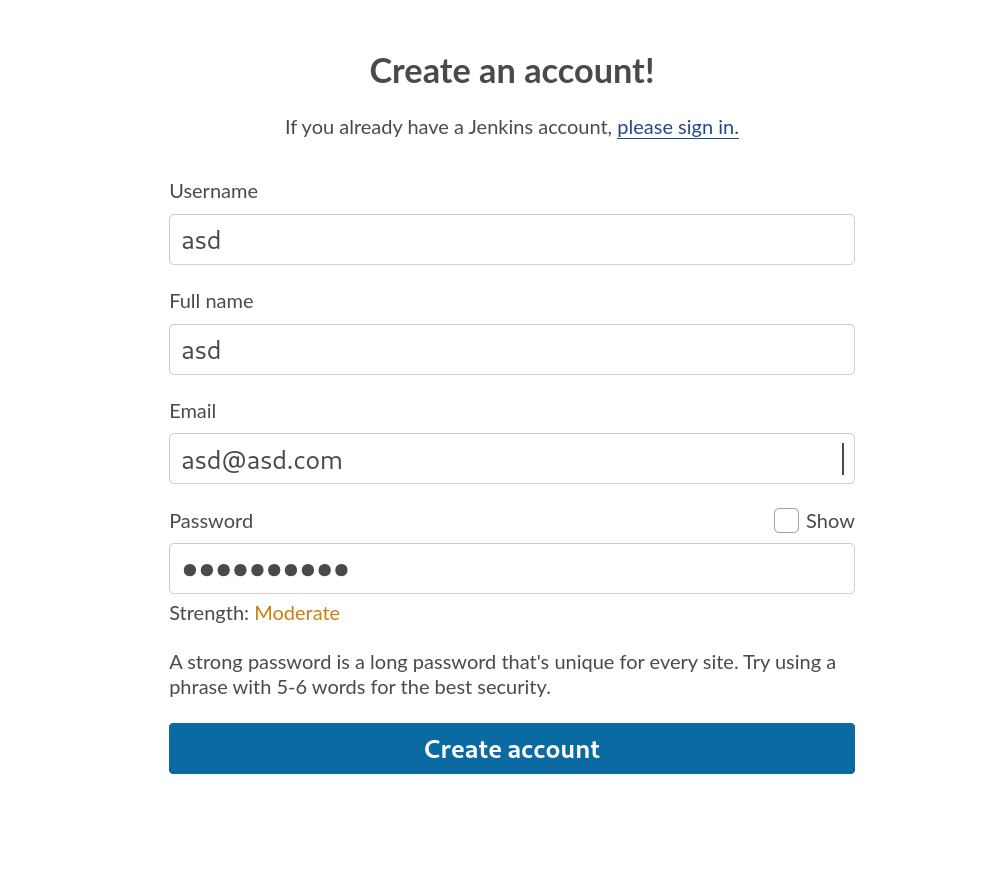 Create an account!
If you already have a Jenkins account, please sign in.
Username
asd
Full name
asd
Email
asd@asd.com
Password
Show
●●●●●●●●●●
Strength: Moderate
A strong password is a long password that's unique for every site. Try using a
phrase with 5-6 words for the best security.
Create account